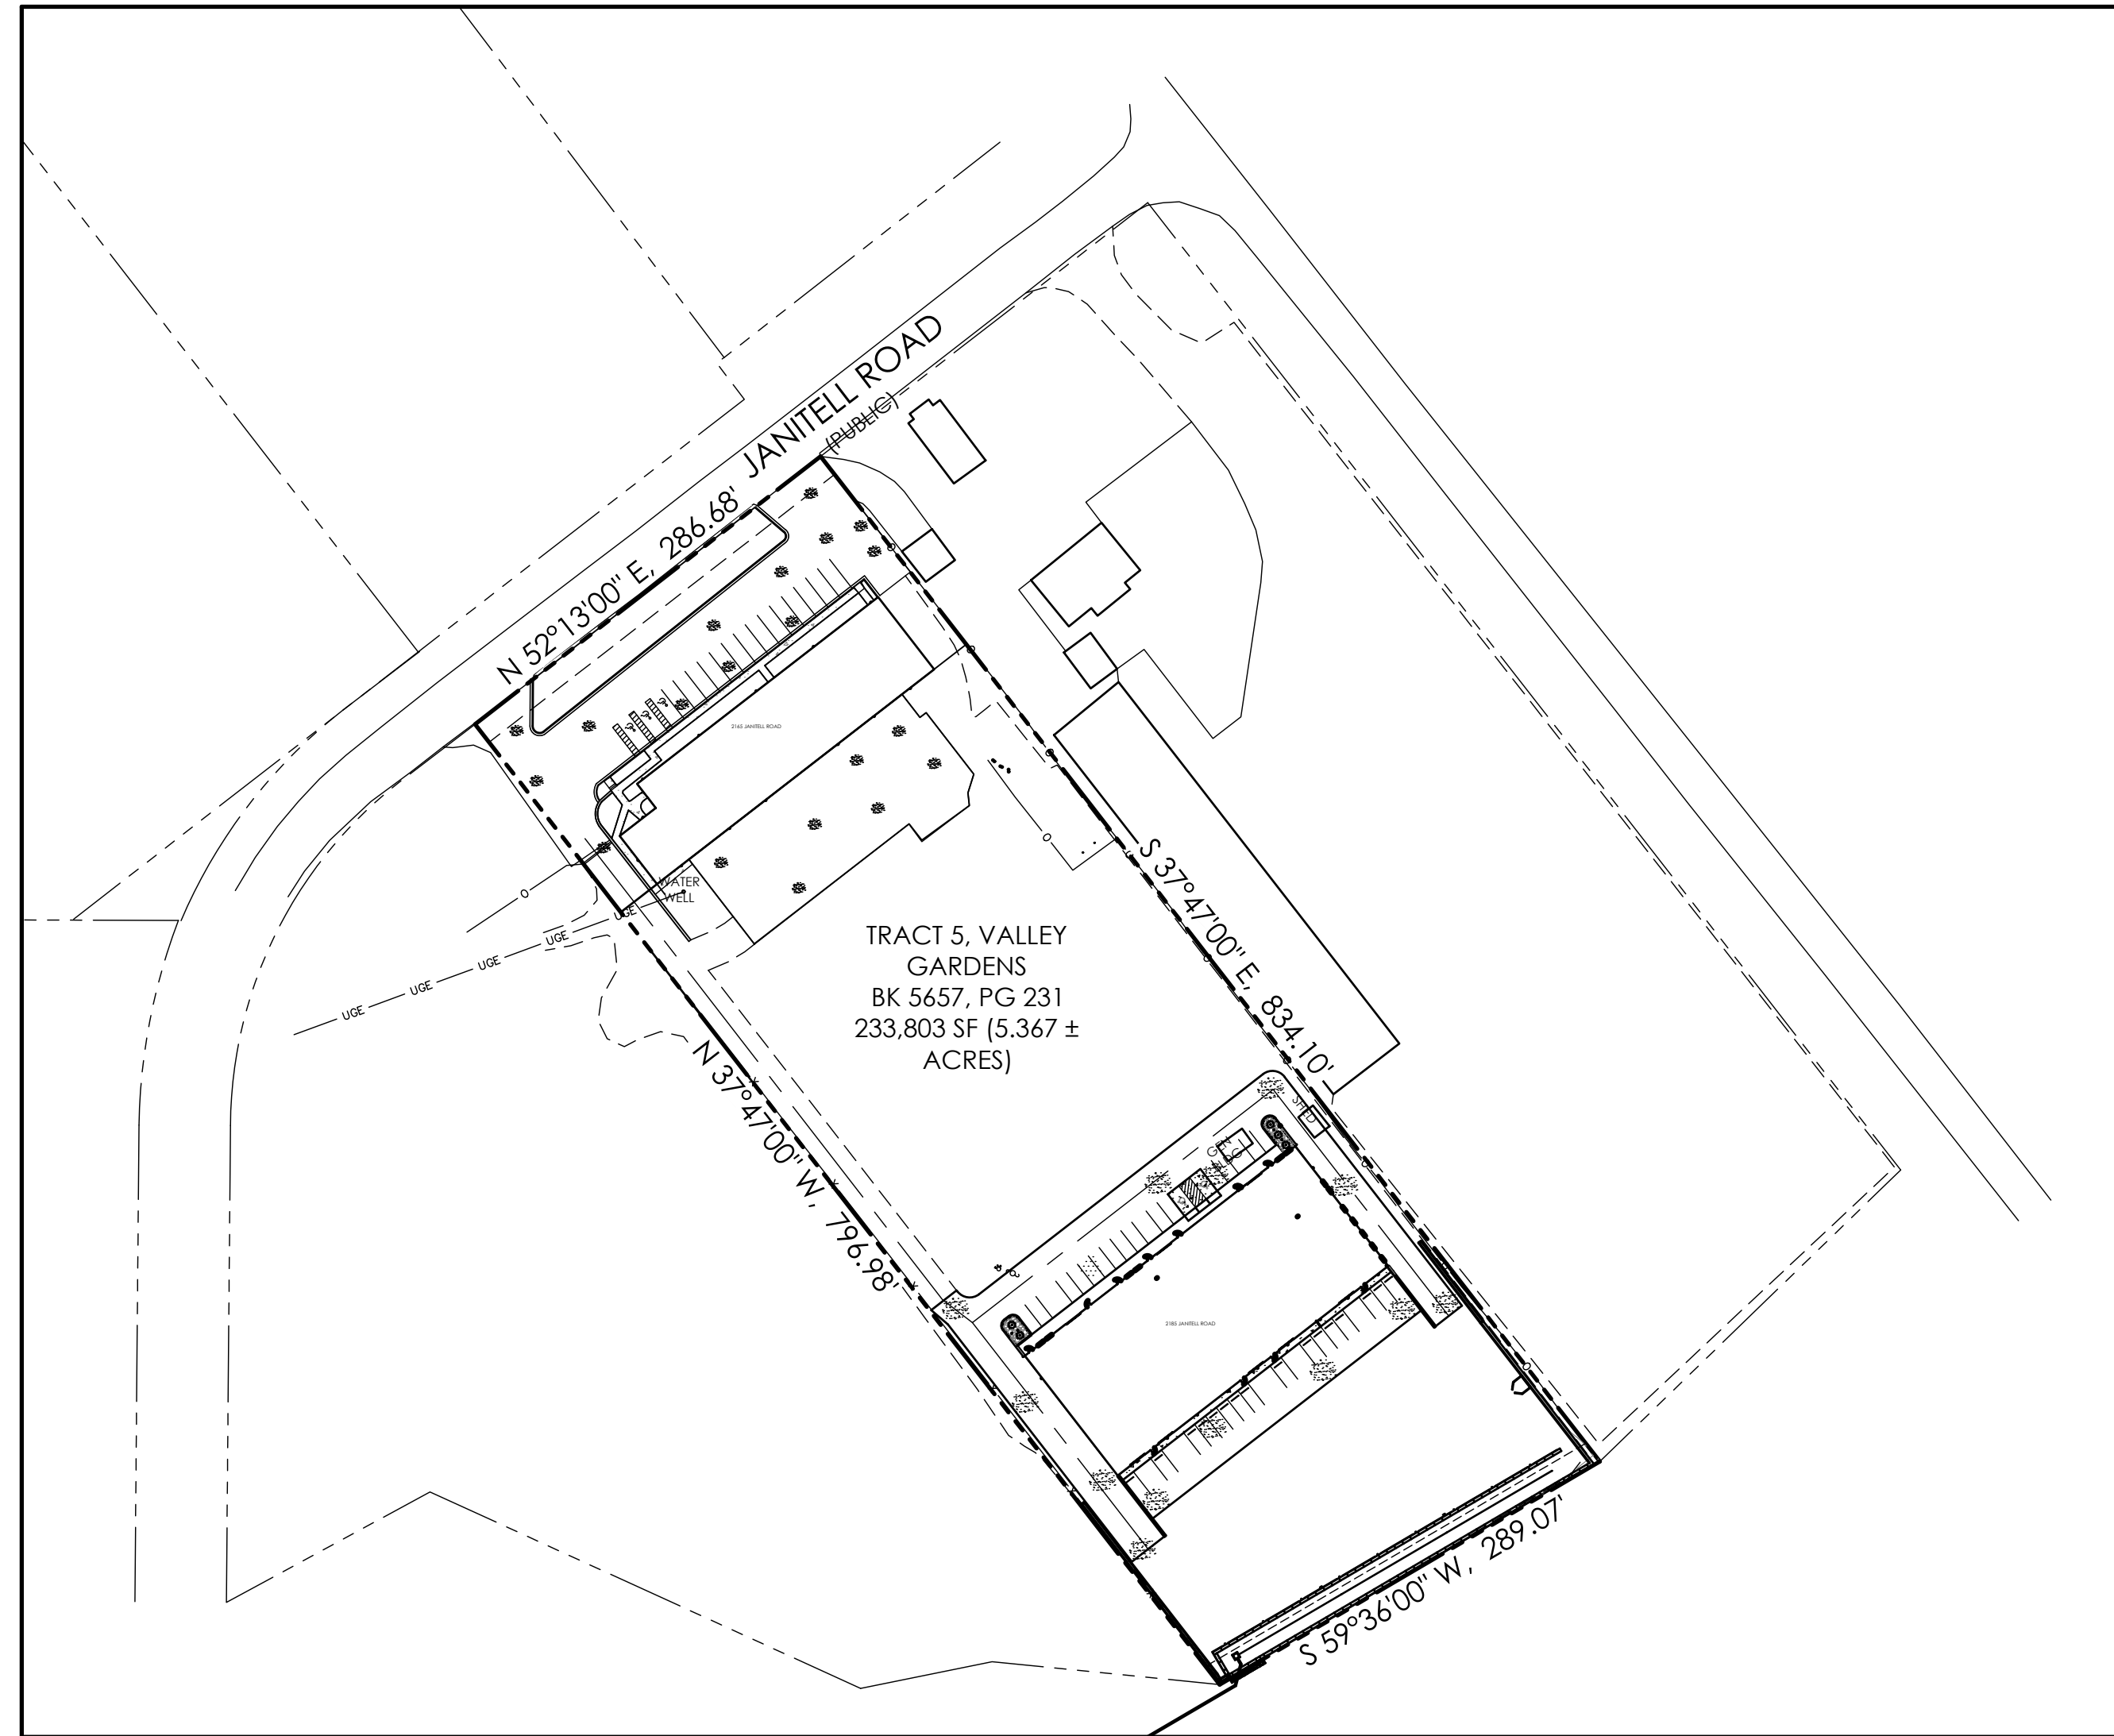 JANITELL ROAD
(PUBLIC)
N 52°13'00" E, 286.68'
2165 JANITELL ROAD
WATER
WELL
UGE
UGE
UGE
UGE
UGE
TRACT 5, VALLEY
GARDENS
BK 5657, PG 231
233,803 SF (5.367 ±
ACRES)
S 37°47'00" E, 834.10'
N 37°47'00" W, 796.98'
SHED
GEN
2185 JANITELL ROAD
S 59°36'00" W, 289.07'